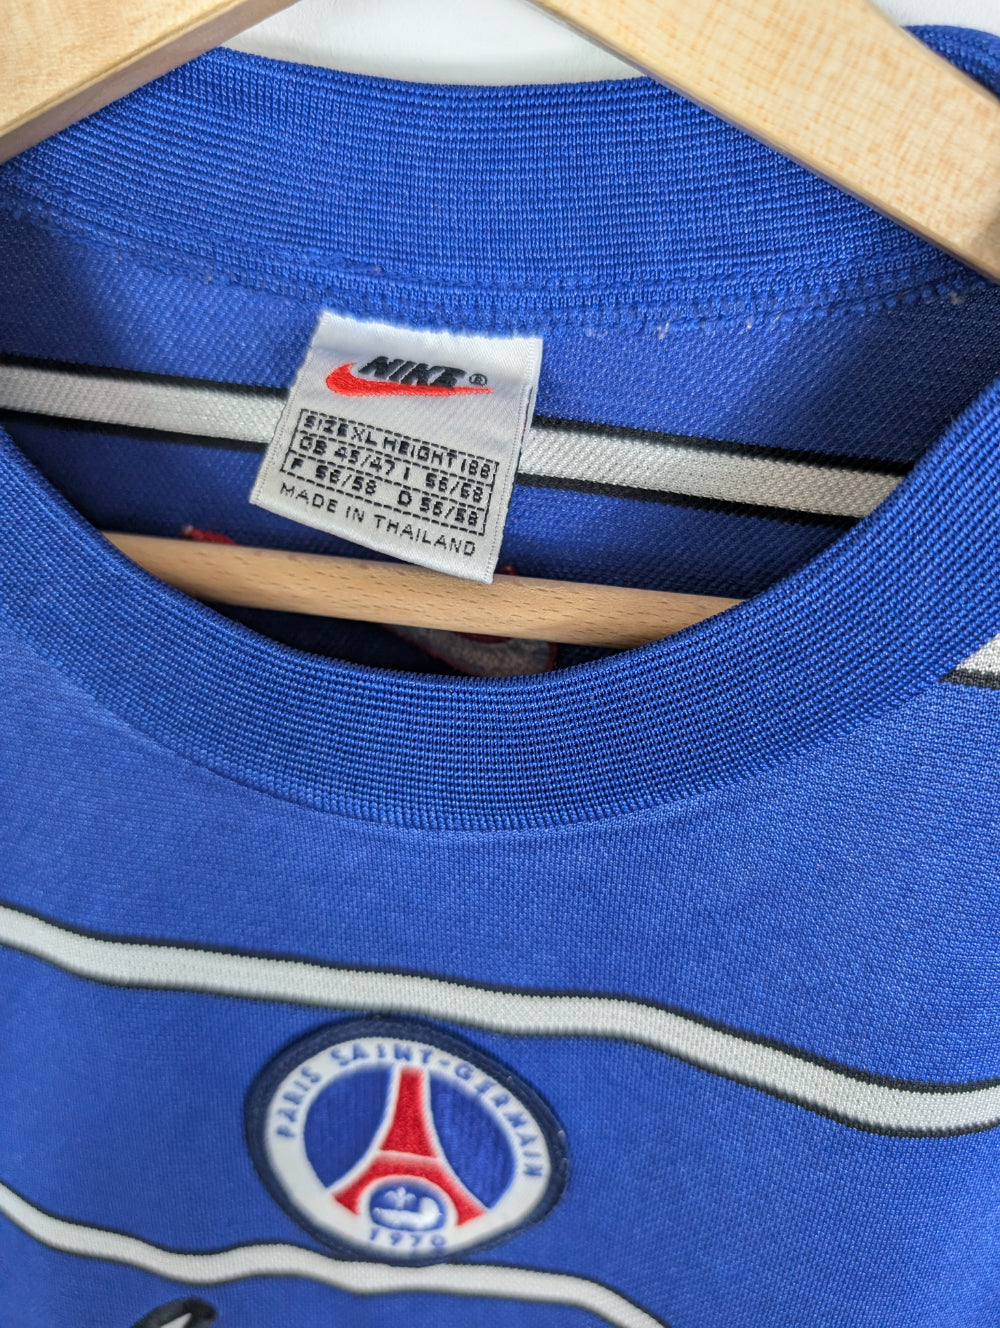 NIKE®
SIZE XL HEIGHT 188
GB 45/47 I 56/58
F 56/58 D 56/58
MADE IN THAILAND
PARIS SAINT-GERMAIN
1970